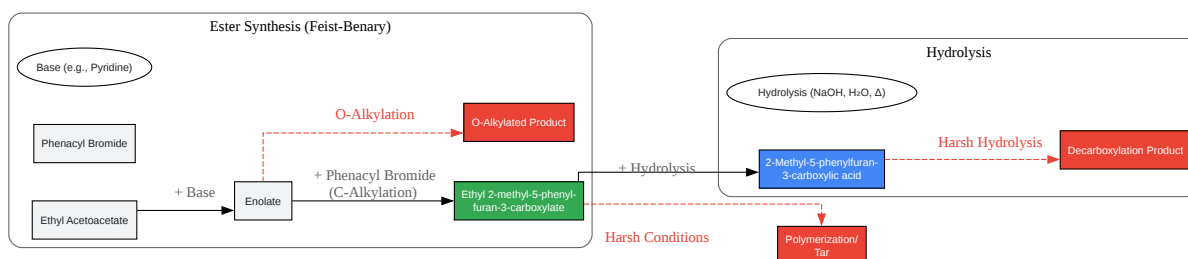 Ester Synthesis (Feist-Benary)
Base (e.g., Pyridine)
Phenacyl Bromide
Ethyl Acetoacetate
+ Base
Enolate
O-Alkylation
O-Alkylated Product
+ Phenacyl Bromide
(C-Alkylation)
Ethyl 2-methyl-5-phenyl-
furan-3-carboxylate
+ Hydrolysis
Harsh Conditions
Polymerization/
Tar
Hydrolysis
Hydrolysis (NaOH, H₂O, Δ)
2-Methyl-5-phenylfuran-
3-carboxylic acid
Harsh Hydrolysis
Decarboxylation Product